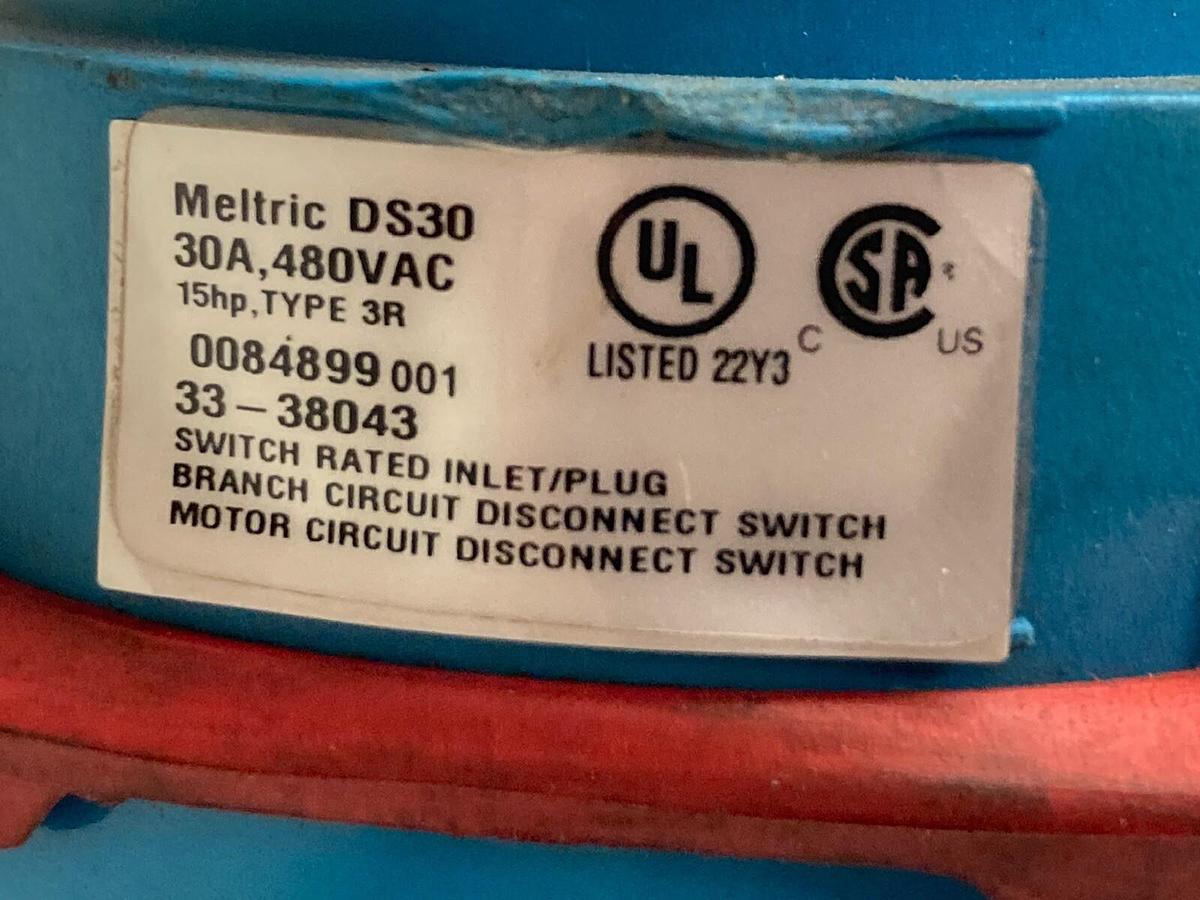 Meltric DS30
30A,480VAC
15hp,TYPE 3R
0084899 001
33-38043
SWITCH RATED INLET/PLUG
BRANCH CIRCUIT DISCONNECT SWITCH
MOTOR CIRCUIT DISCONNECT SWITCH
UL
LISTED 22Y3
C SA US